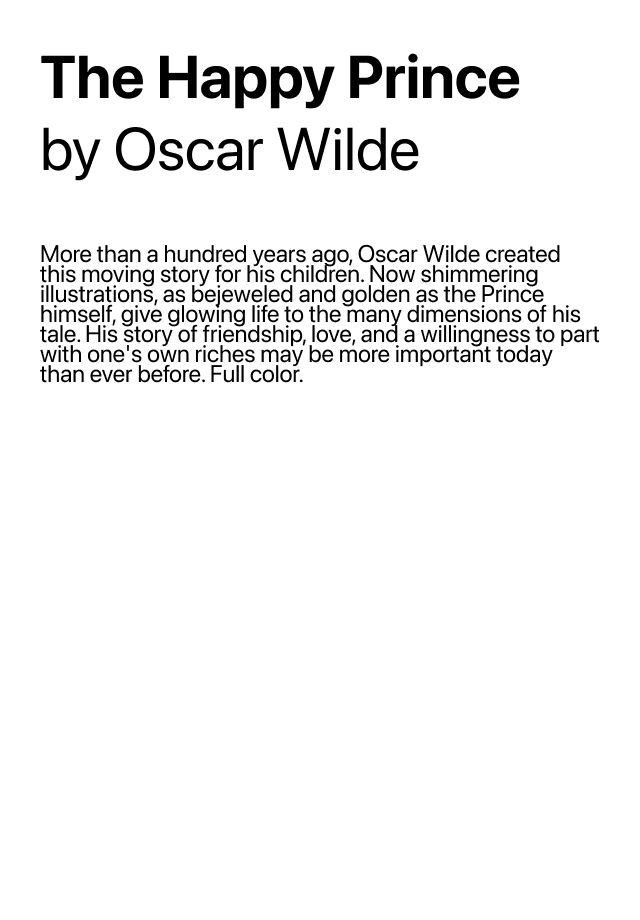 The Happy Prince
by Oscar Wilde
More than a hundred years ago, Oscar Wilde created
this moving story for his children. Now shimmering
illustrations, as bejeweled and golden as the Prince
himself, give glowing life to the many dimensions of his
tale. His story of friendship, love, and a willingness to part
with one's own riches may be more important today
than ever before. Full color.